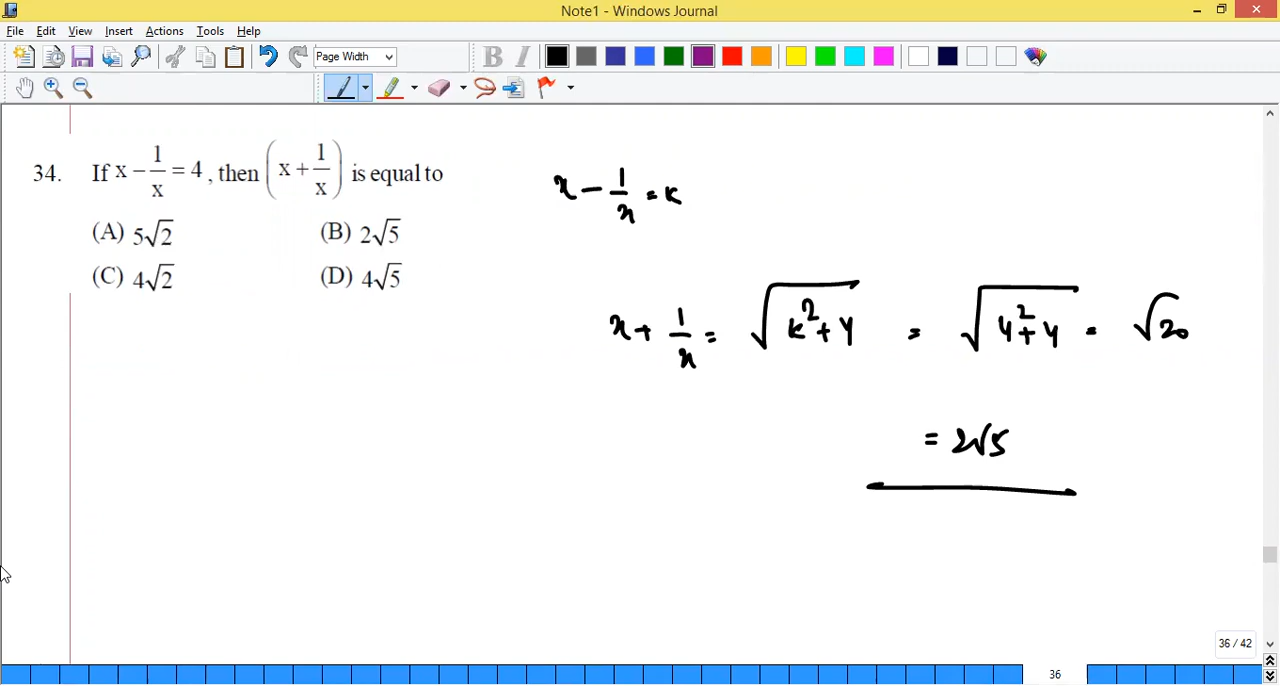 Note1 - Windows Journal
File Edit View Insert Actions Tools Help
Page Width B I
34. If x - 1/x = 4, then (x + 1/x) is equal to
(A) 5√2 (B) 2√5
(C) 4√2 (D) 4√5
x - 1/x = k
x + 1/x = √(k²+4) = √(4²+4) = √20
= 2√5
36 / 42
36